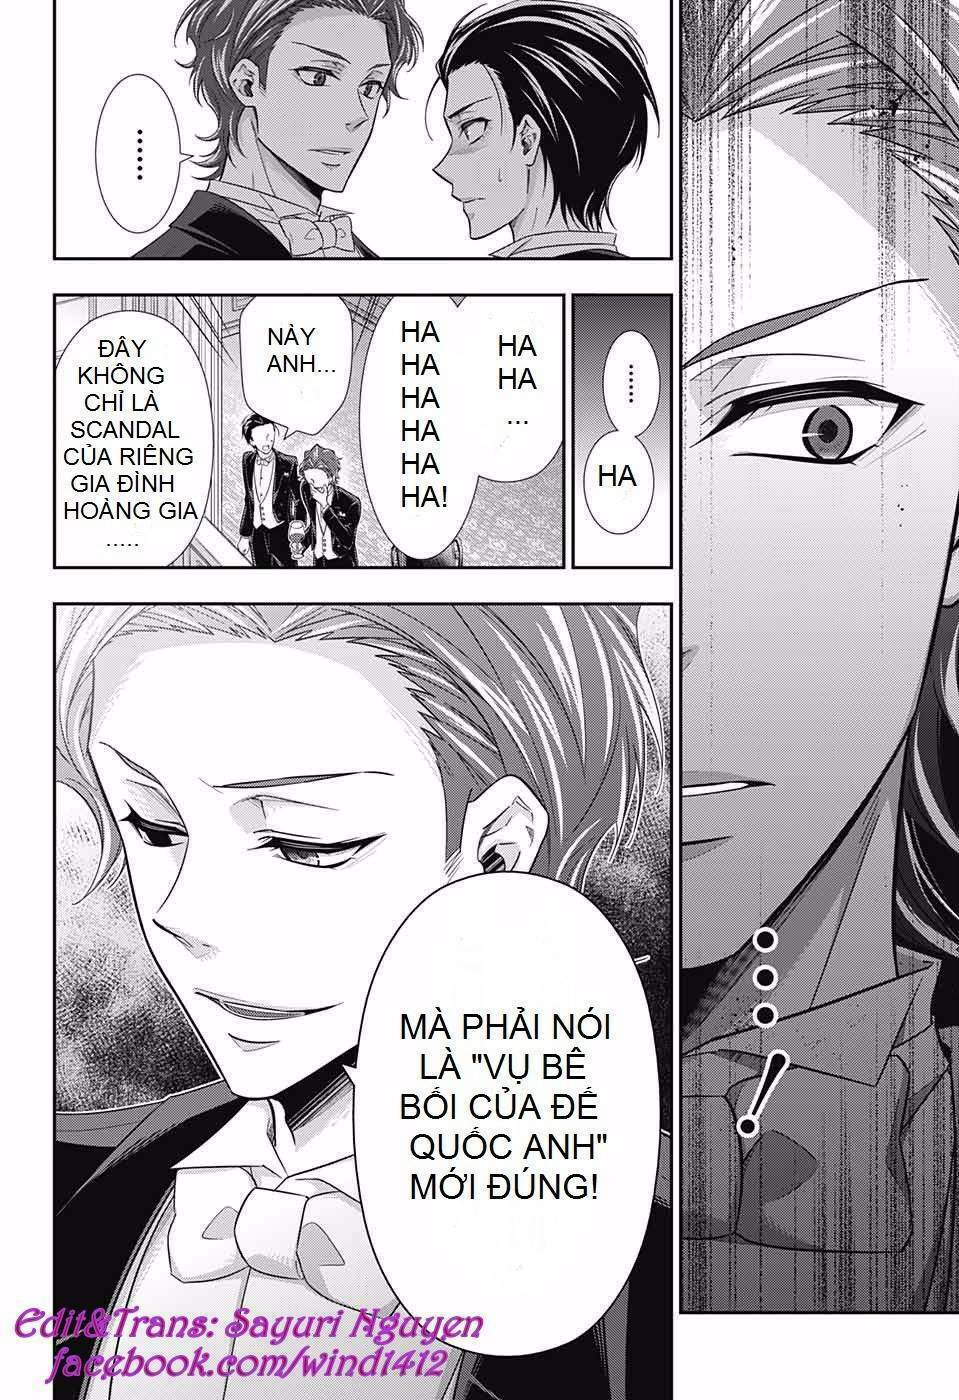 ......
......
HA
HA
HA
...
HA
HA
HA
HA
HA
HA!
NÀY
ANH...
ĐÂY
KHÔNG
CHỈ LÀ
SCANDAL
CỦA RIÊNG
GIA ĐÌNH
HOÀNG GIA
.....
MÀ PHẢI NÓI
LÀ "VỤ BÊ
BỐI CỦA ĐẾ
QUỐC ANH"
MỚI ĐÚNG!
...!
Edit&Trans: Sayuri Nguyen
facebook.com/wind1412